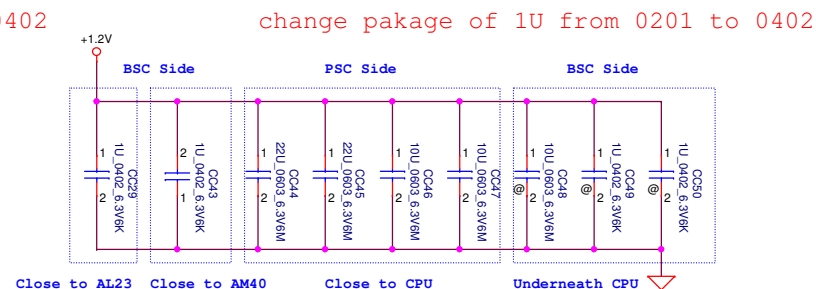 0402
change pakage of 1U from 0201 to 0402
+1.2V
BSC Side
PSC Side
BSC Side
1
2
CC29
1U_0402_6.3V6K
2
1
CC43
1U_0402_6.3V6K
1
2
CC44
22U_0603_6.3V6M
1
2
CC45
22U_0603_6.3V6M
1
2
CC46
10U_0603_6.3V6M
1
2
CC47
10U_0603_6.3V6M
1
@
2
CC48
10U_0603_6.3V6M
1
@
2
CC49
1U_0402_6.3V6K
1
@
2
CC50
1U_0402_6.3V6K
Close to AL23
Close to AM40
Close to CPU
Underneath CPU